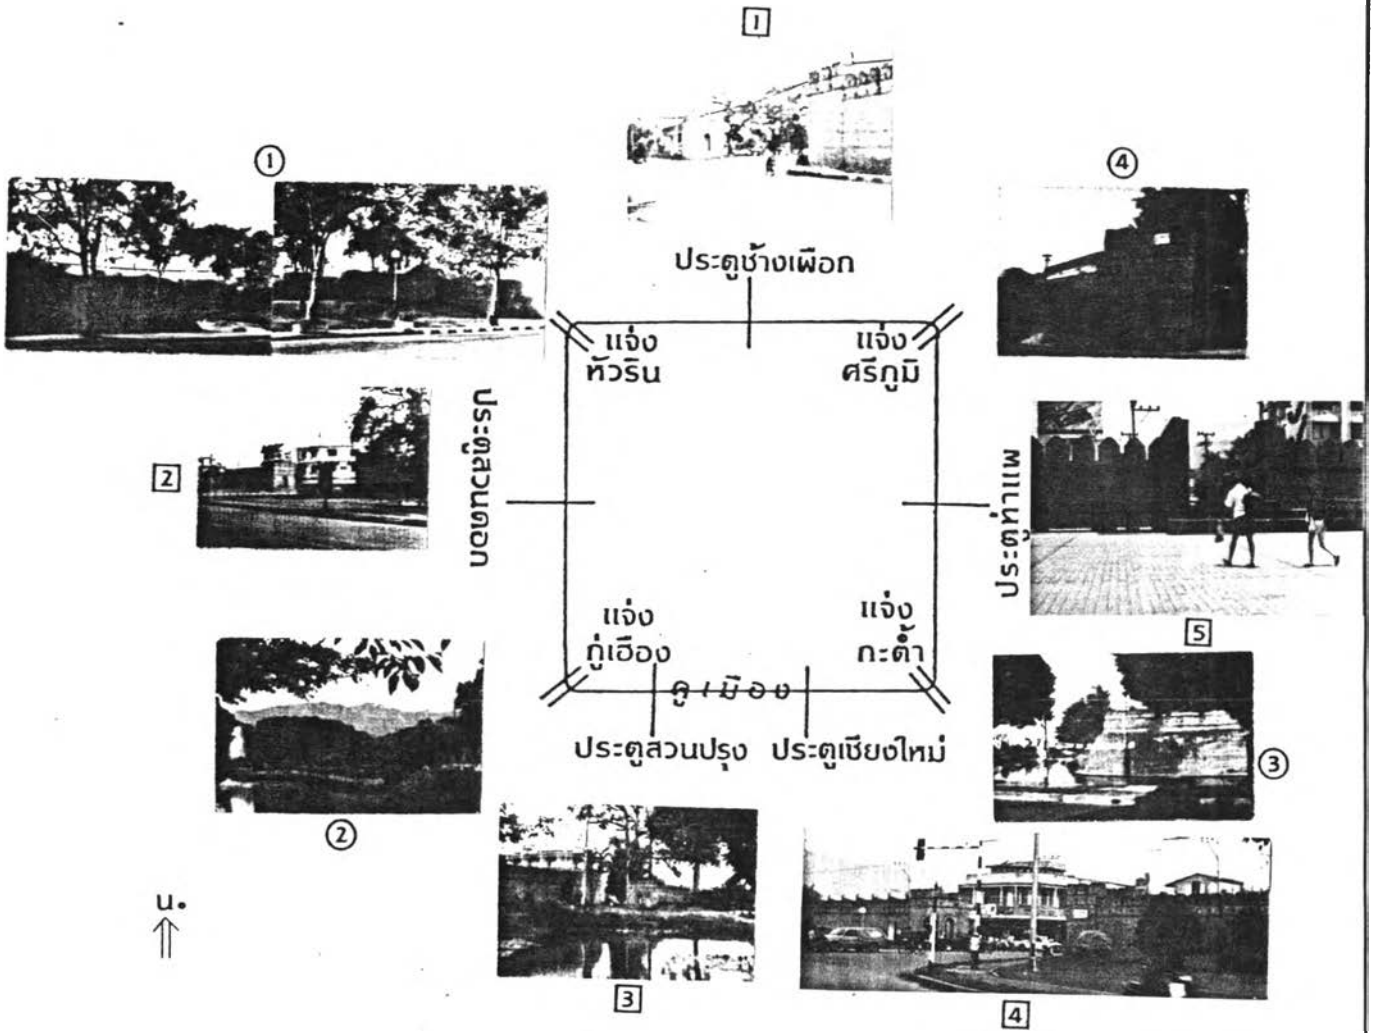 1
①
④
ประตูช้างเผือก
แจ่ง
หัวริน
แจ่ง
ศรีภูมิ
ประตูสวนดอก
2
ประตูท่าแพ
5
แจ่ง
กู่เฮือง
แจ่ง
กะต๊ำ
คูเมือง
ประตูสวนปรุง
ประตูเชียงใหม่
③
②
น.
3
4